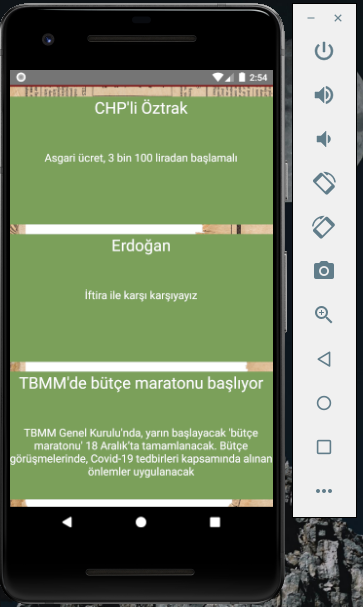 2:54
CHP'li Öztrak
Asgari ücret, 3 bin 100 liradan başlamalı
Erdoğan
İftira ile karşı karşıyayız
TBMM'de bütçe maratonu başlıyor
TBMM Genel Kurulu'nda, yarın başlayacak 'bütçe
maratonu' 18 Aralık'ta tamamlanacak. Bütçe
görüşmelerinde, Covid-19 tedbirleri kapsamında alınan
önlemler uygulanacak